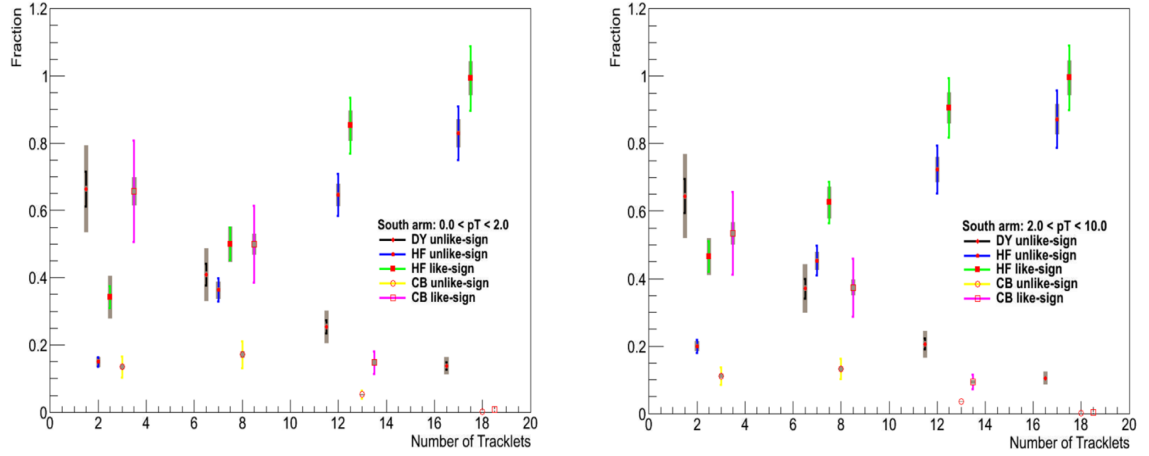 Fraction
1.2
1
0.8
0.6
0.4
0.2
0
South arm: 0.0 < pT < 2.0
DY unlike-sign
HF unlike-sign
HF like-sign
CB unlike-sign
CB like-sign
2 4 6 8 10 12 14 16 18 20
Number of Tracklets
Fraction
1.2
1
0.8
0.6
0.4
0.2
0
South arm: 2.0 < pT < 10.0
DY unlike-sign
HF unlike-sign
HF like-sign
CB unlike-sign
CB like-sign
0 2 4 6 8 10 12 14 16 18 20
Number of Tracklets